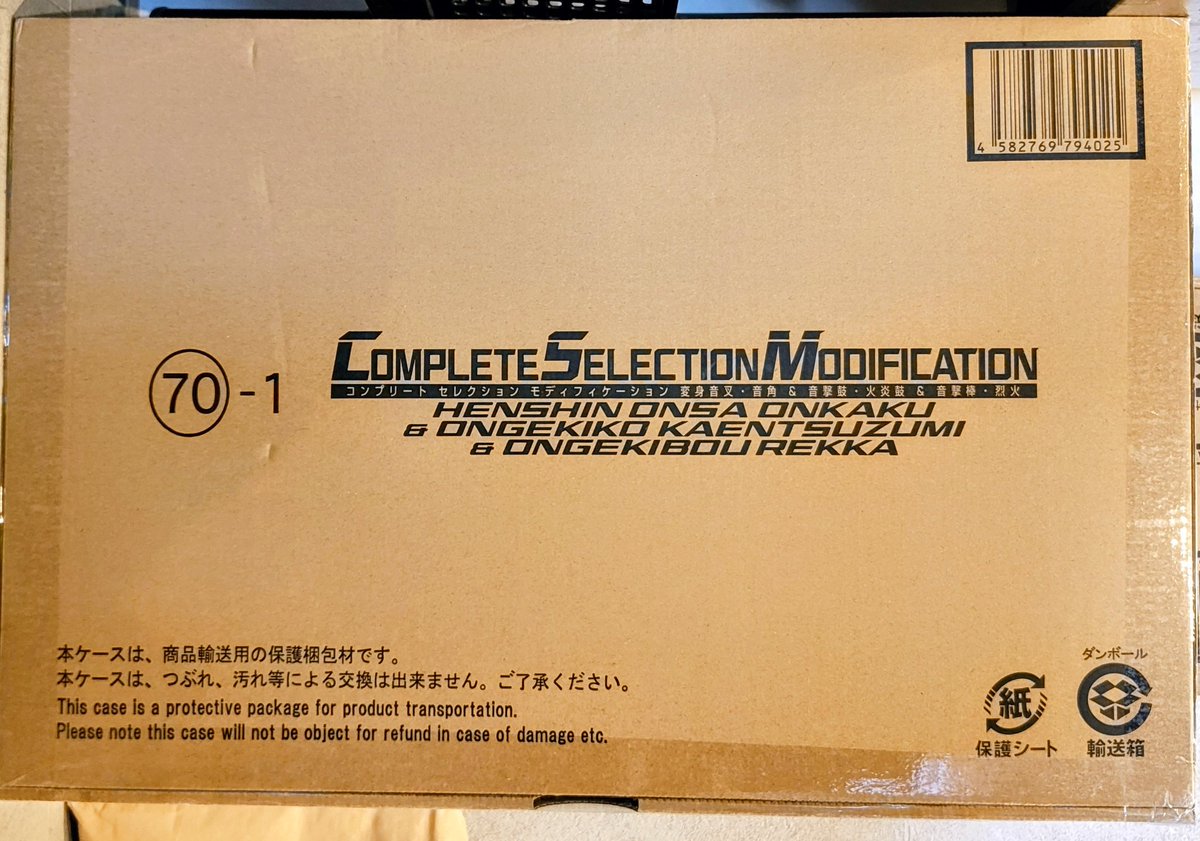 4 582769 794025
70-1
COMPLETE SELECTION MODIFICATION
コンプリート セレクション モディフィケーション 変身音叉・音角 & 音撃鼓・火炎鼓 & 音撃棒・烈火
HENSHIN ONSA ONKAKU
& ONGEKIKO KAENTSUZUMI
& ONGEKIBOU REKKA
本ケースは、商品輸送用の保護梱包材です。
本ケースは、つぶれ、汚れ等による交換は出来ません。ご了承ください。
This case is a protective package for product transportation.
Please note this case will not be object for refund in case of damage etc.
紙
保護シート
ダンボール
輸送箱